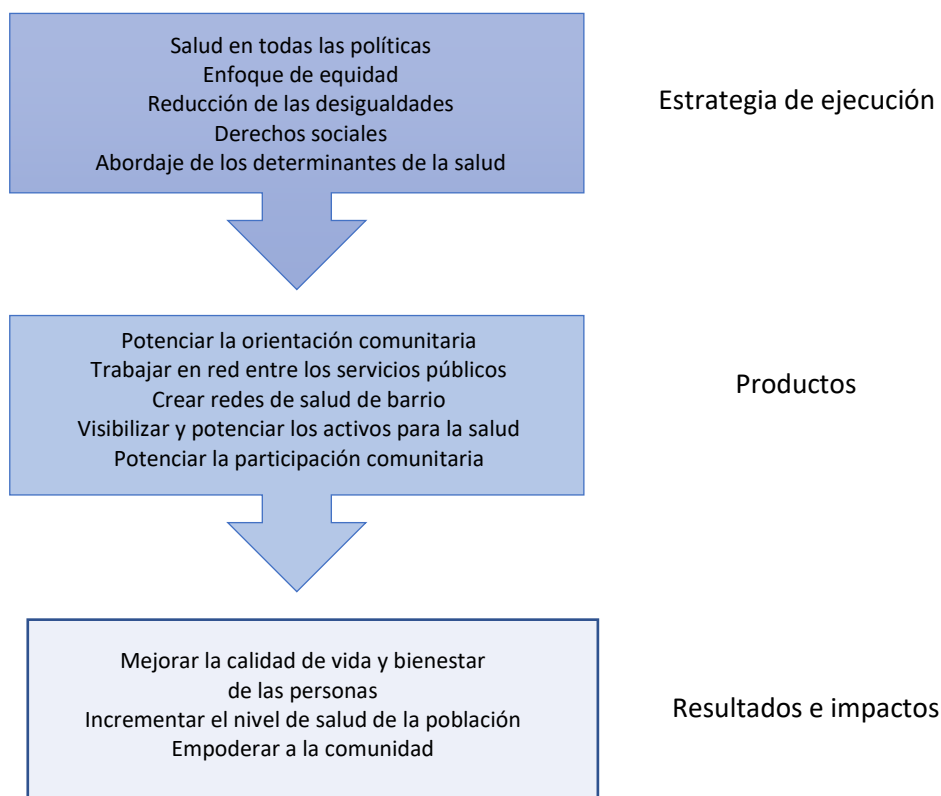 Salud en todas las políticas
Enfoque de equidad
Reducción de las desigualdades
Derechos sociales
Abordaje de los determinantes de la salud
Estrategia de ejecución
Potenciar la orientación comunitaria
Trabajar en red entre los servicios públicos
Crear redes de salud de barrio
Visibilizar y potenciar los activos para la salud
Potenciar la participación comunitaria
Productos
Mejorar la calidad de vida y bienestar
de las personas
Incrementar el nivel de salud de la población
Empoderar a la comunidad
Resultados e impactos